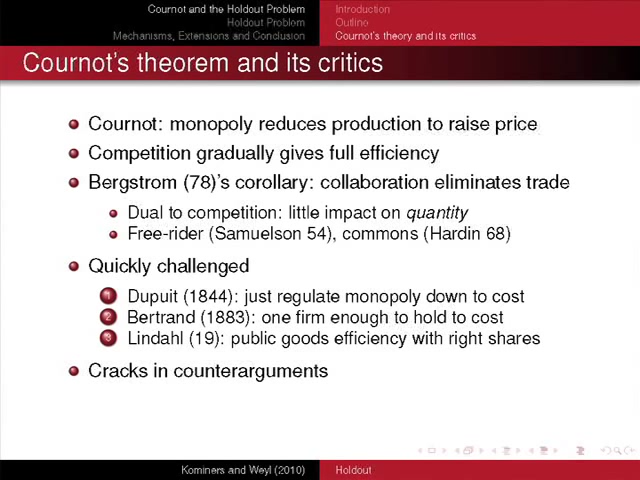 Cournot and the Holdout Problem
Holdout Problem
Mechanisms, Extensions and Conclusion
Introduction
Outline
Cournot's theory and its critics
Cournot's theorem and its critics
Cournot: monopoly reduces production to raise price
Competition gradually gives full efficiency
Bergstrom (78)'s corollary: collaboration eliminates trade
Dual to competition: little impact on quantity
Free-rider (Samuelson 54), commons (Hardin 68)
Quickly challenged
1 Dupuit (1844): just regulate monopoly down to cost
2 Bertrand (1883): one firm enough to hold to cost
3 Lindahl (19): public goods efficiency with right shares
Cracks in counterarguments
Kominers and Weyl (2010)
Holdout